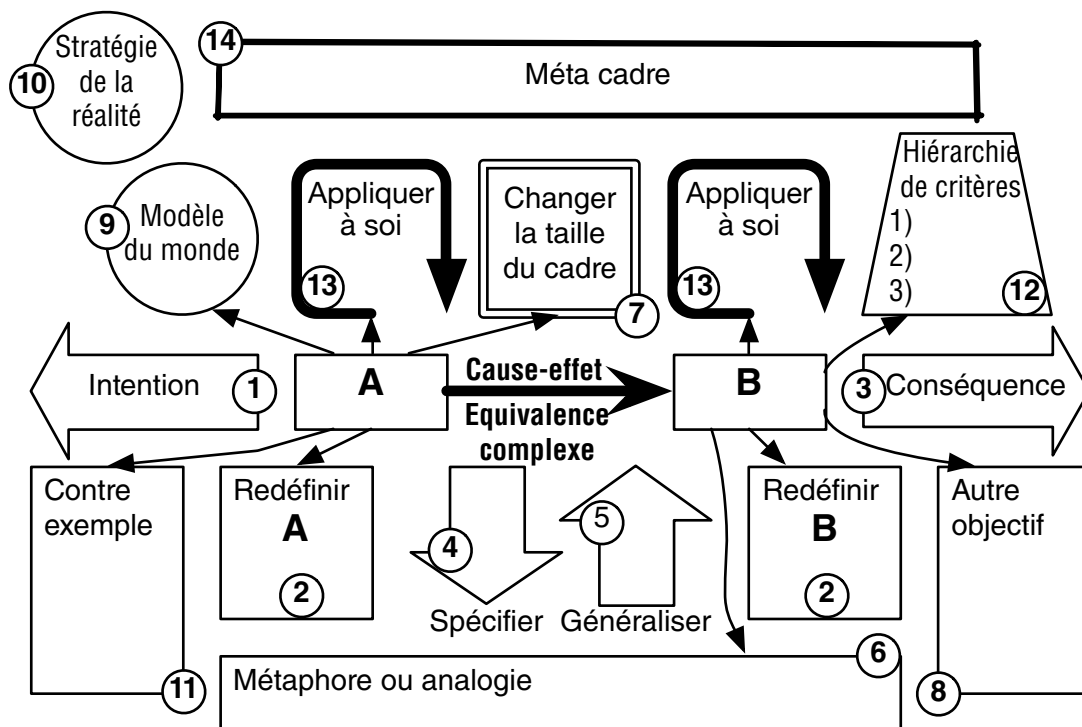 Stratégie
de la
réalité
10
14
Méta cadre
9
Modèle
du monde
Appliquer
à soi
13
Changer
la taille
du cadre
7
Appliquer
à soi
13
Hiérarchie
de critères
1)
2)
3)
12
Intention
1
A
Cause-effet
Equivalence
complexe
B
3
Conséquence
Contre
exemple
11
Redéfinir
A
2
4
Spécifier
5
Généraliser
Redéfinir
B
2
Autre
objectif
8
6
Métaphore ou analogie